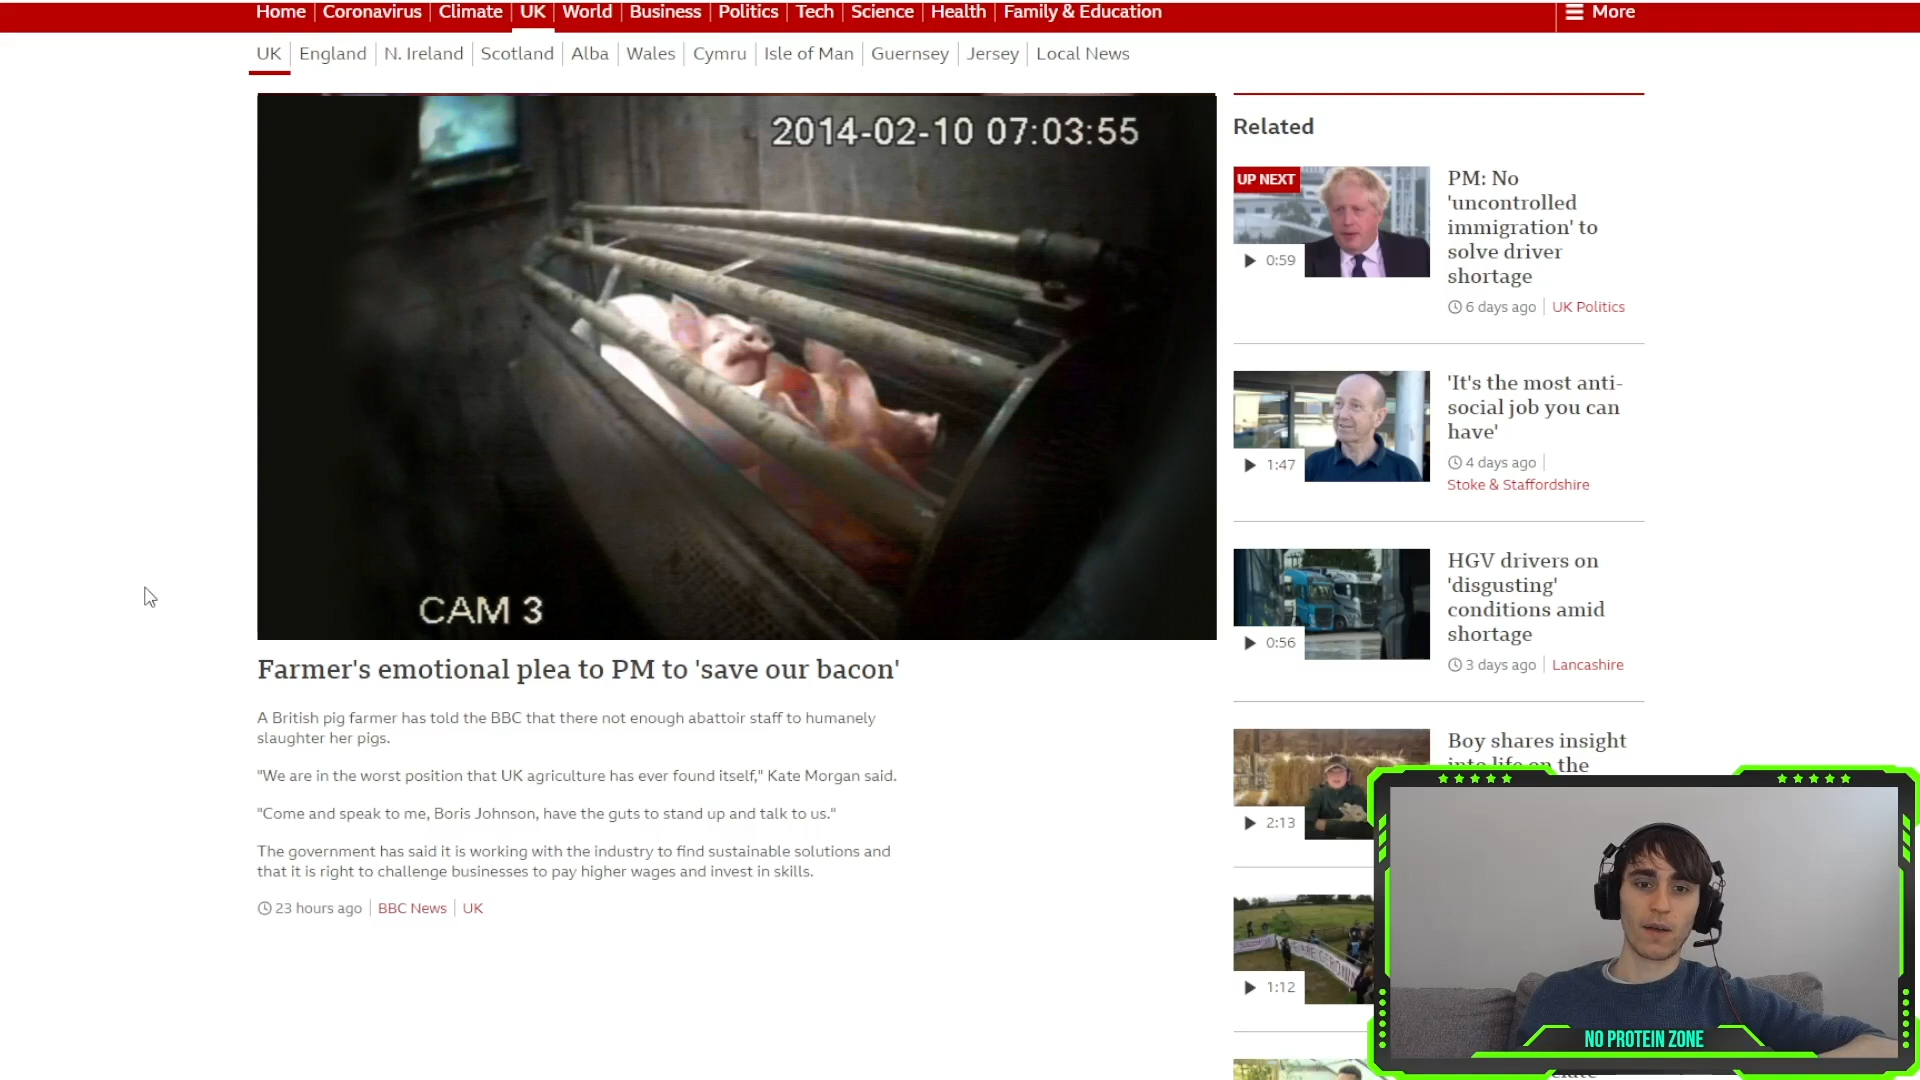 Home Coronavirus Climate UK World Business Politics Tech Science Health Family & Education More
UK England N. Ireland Scotland Alba Wales Cymru Isle of Man Guernsey Jersey Local News
2014-02-10 07:03:55
CAM 3
Farmer's emotional plea to PM to 'save our bacon'
A British pig farmer has told the BBC that there not enough abattoir staff to humanely
slaughter her pigs.
"We are in the worst position that UK agriculture has ever found itself," Kate Morgan said.
"Come and speak to me, Boris Johnson, have the guts to stand up and talk to us."
The government has said it is working with the industry to find sustainable solutions and
that it is right to challenge businesses to pay higher wages and invest in skills.
23 hours ago BBC News UK
Related
UP NEXT
0:59
PM: No
'uncontrolled
immigration' to
solve driver
shortage
6 days ago UK Politics
1:47
'It's the most anti-
social job you can
have'
4 days ago
Stoke & Staffordshire
0:56
HGV drivers on
'disgusting'
conditions amid
shortage
3 days ago Lancashire
2:13
Boy shares insight
into life on the
1:12
NO PROTEIN ZONE